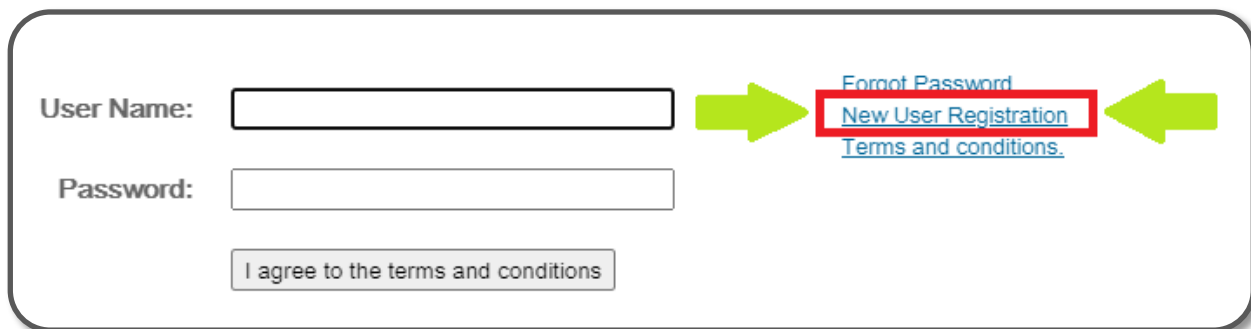 Forgot Password
User Name:
New User Registration
Terms and conditions.
Password:
I agree to the terms and conditions